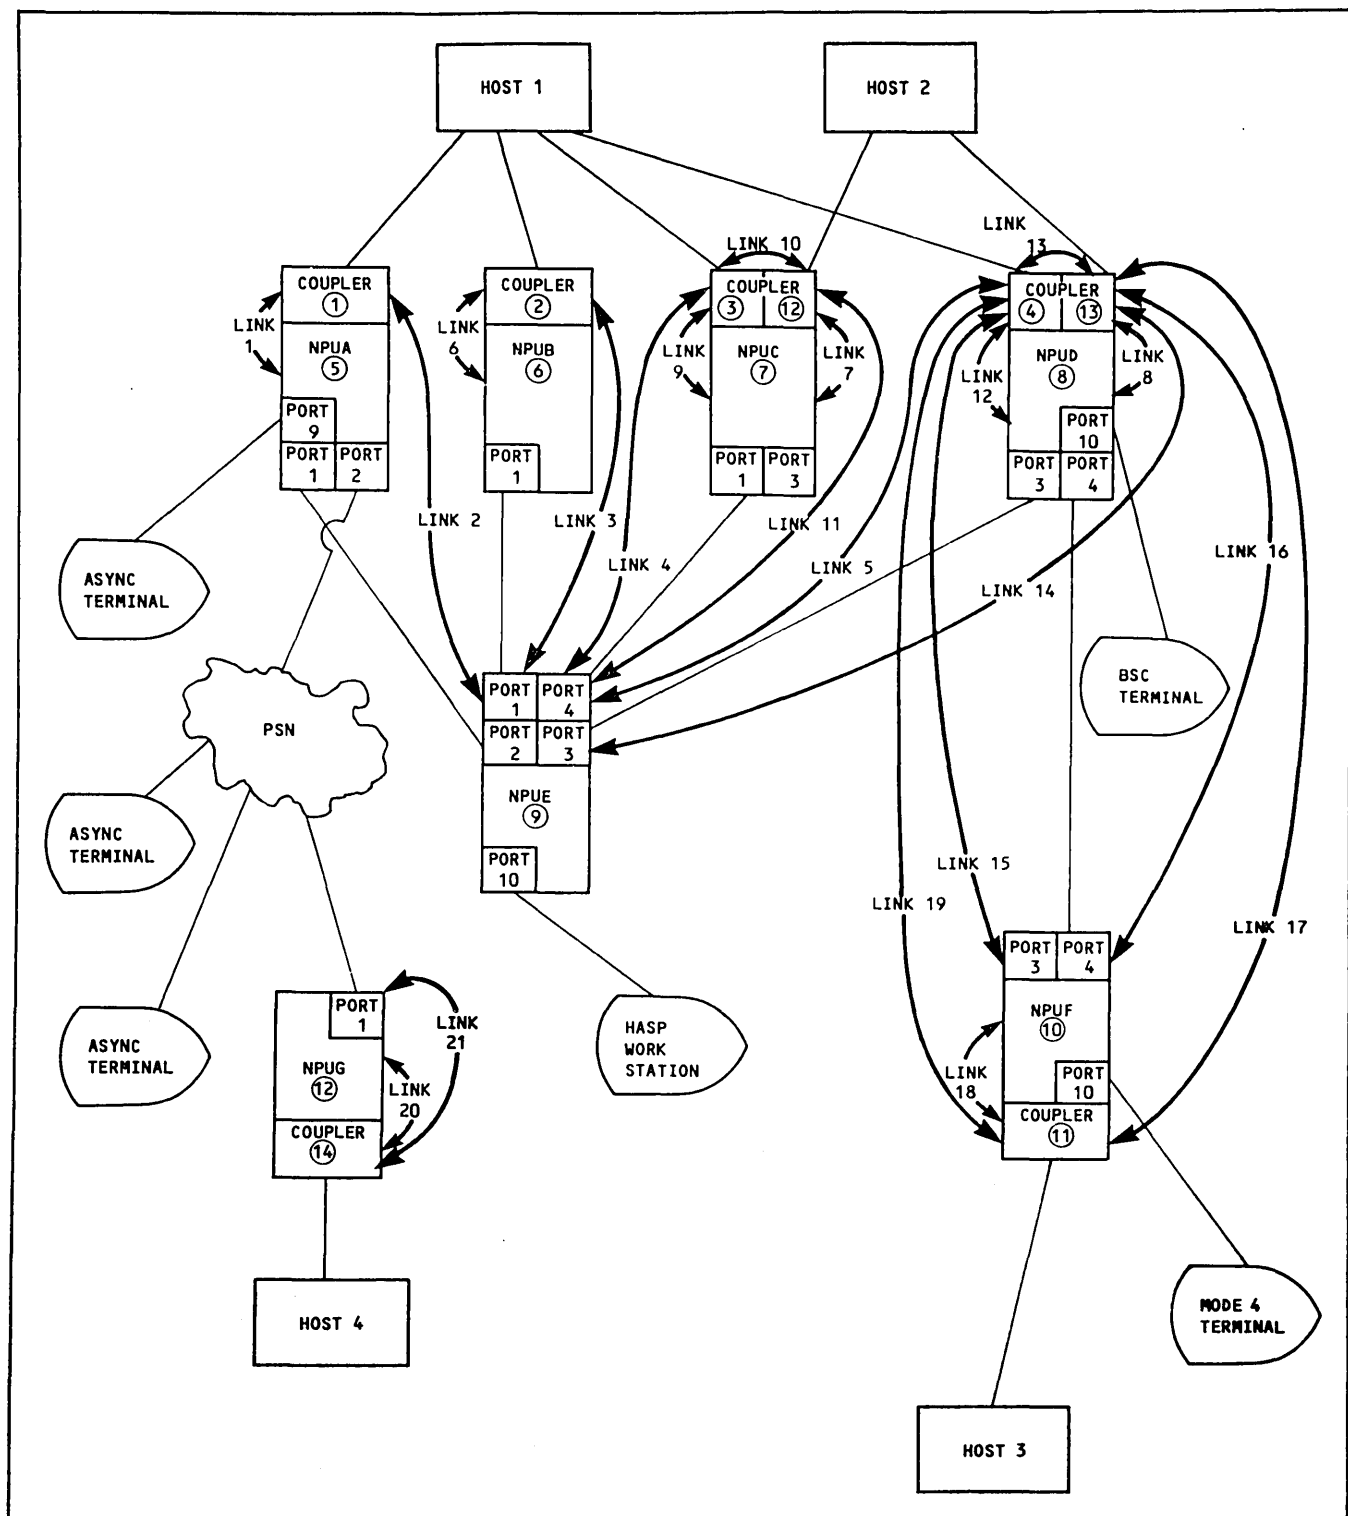 HOST 1
HOST 2
LINK
13
LINK 10
COUPLER
1
COUPLER
2
COUPLER
3 12
COUPLER
4 13
LINK
1
LINK
6
LINK
9
LINK
7
LINK
12
LINK
8
NPUA
5
NPUB
6
NPUC
7
NPUD
8
PORT
9
PORT
1
PORT
2
PORT
1
PORT
1
PORT
3
PORT
10
PORT
3
PORT
4
LINK 2
LINK 3
LINK 11
LINK 4
LINK 5
LINK 14
LINK 16
ASYNC
TERMINAL
BSC
TERMINAL
PSN
PORT
1
PORT
4
PORT
2
PORT
3
NPUE
9
PORT
10
ASYNC
TERMINAL
LINK 15
LINK 19
LINK 17
PORT
3
PORT
4
NPUF
10
PORT
10
LINK
18
COUPLER
11
ASYNC
TERMINAL
PORT
1
LINK
21
NPUG
12
LINK
20
COUPLER
14
HASP
WORK
STATION
HOST 4
MODE 4
TERMINAL
HOST 3